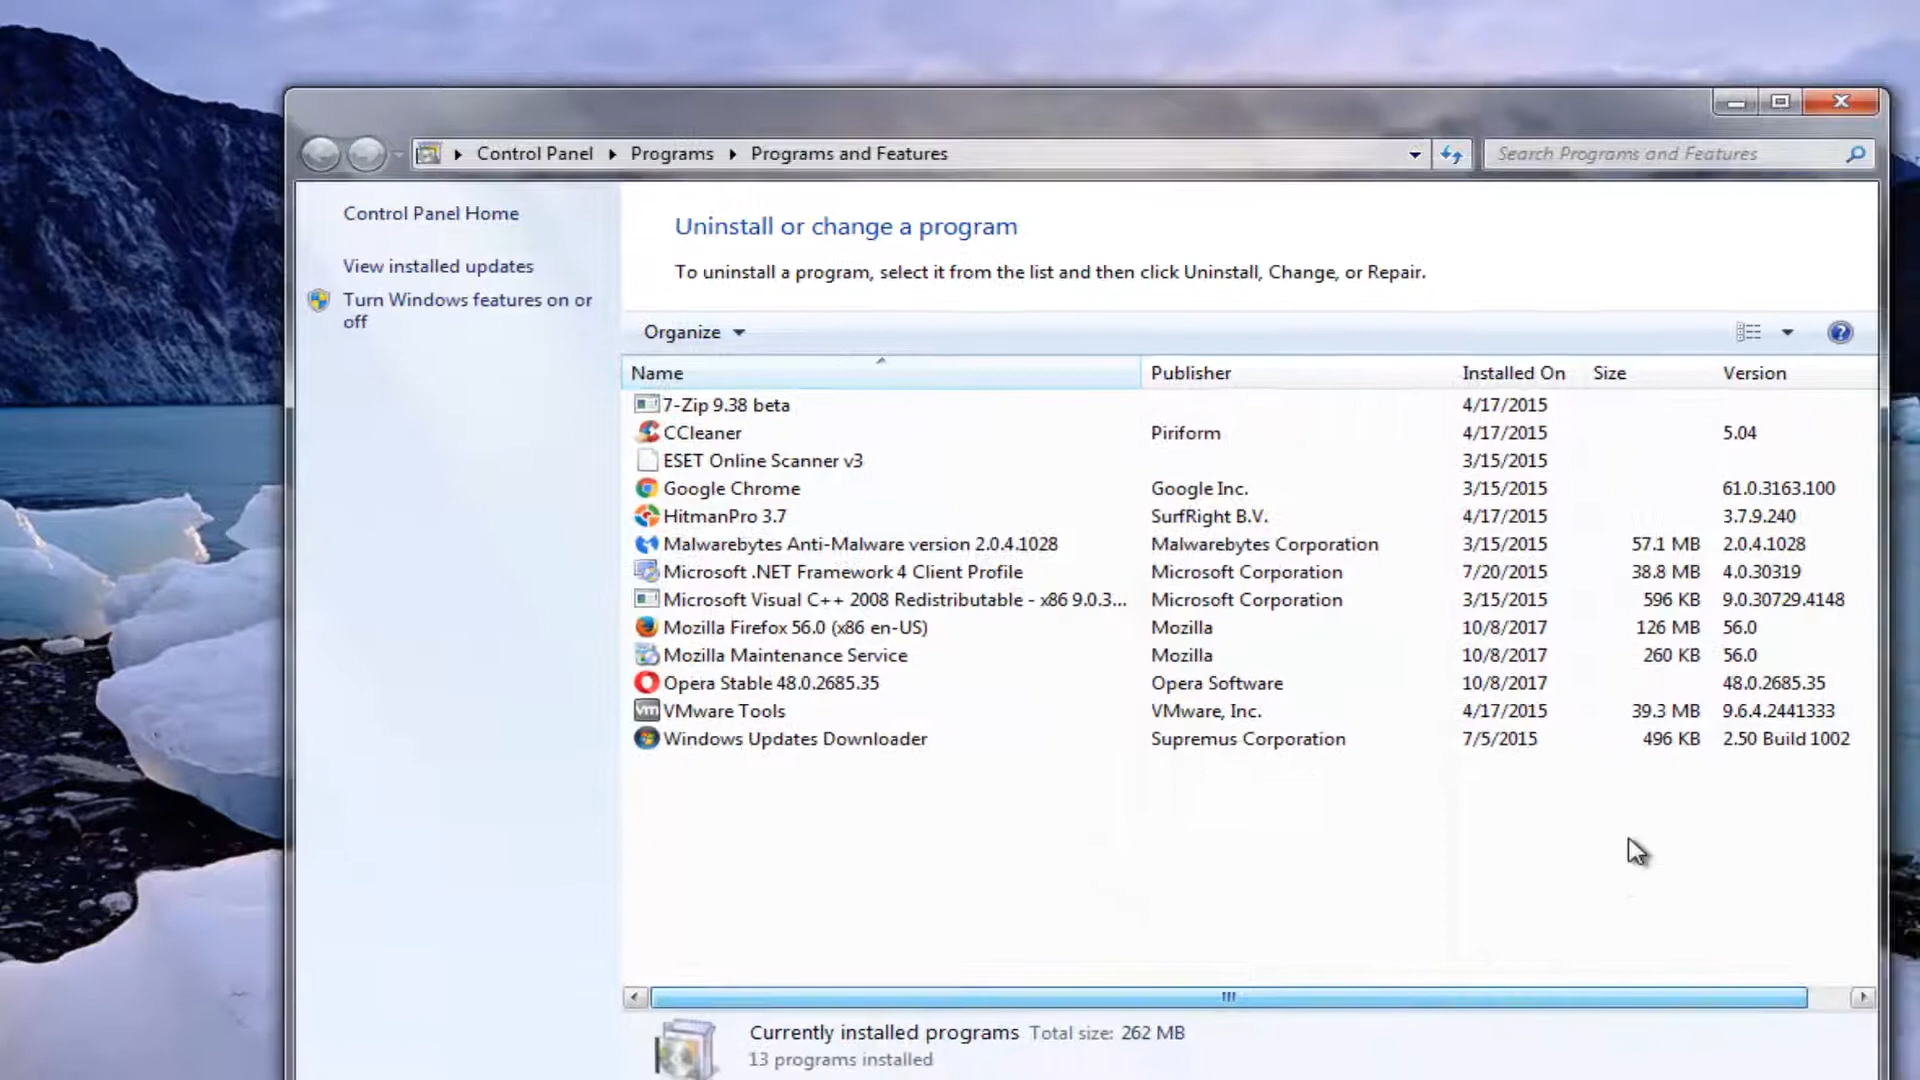 Control Panel Programs Programs and Features Search Programs and Features
Control Panel Home
View installed updates
Turn Windows features on or
off
Uninstall or change a program
To uninstall a program, select it from the list and then click Uninstall, Change, or Repair.
Organize
Name Publisher Installed On Size Version
7-Zip 9.38 beta 4/17/2015
CCleaner Piriform 4/17/2015 5.04
ESET Online Scanner v3 3/15/2015
Google Chrome Google Inc. 3/15/2015 61.0.3163.100
HitmanPro 3.7 SurfRight B.V. 4/17/2015 3.7.9.240
Malwarebytes Anti-Malware version 2.0.4.1028 Malwarebytes Corporation 3/15/2015 57.1 MB 2.0.4.1028
Microsoft .NET Framework 4 Client Profile Microsoft Corporation 7/20/2015 38.8 MB 4.0.30319
Microsoft Visual C++ 2008 Redistributable - x86 9.0.3... Microsoft Corporation 3/15/2015 596 KB 9.0.30729.4148
Mozilla Firefox 56.0 (x86 en-US) Mozilla 10/8/2017 126 MB 56.0
Mozilla Maintenance Service Mozilla 10/8/2017 260 KB 56.0
Opera Stable 48.0.2685.35 Opera Software 10/8/2017 48.0.2685.35
vm VMware Tools VMware, Inc. 4/17/2015 39.3 MB 9.6.4.2441333
Windows Updates Downloader Supremus Corporation 7/5/2015 496 KB 2.50 Build 1002
Currently installed programs Total size: 262 MB
13 programs installed